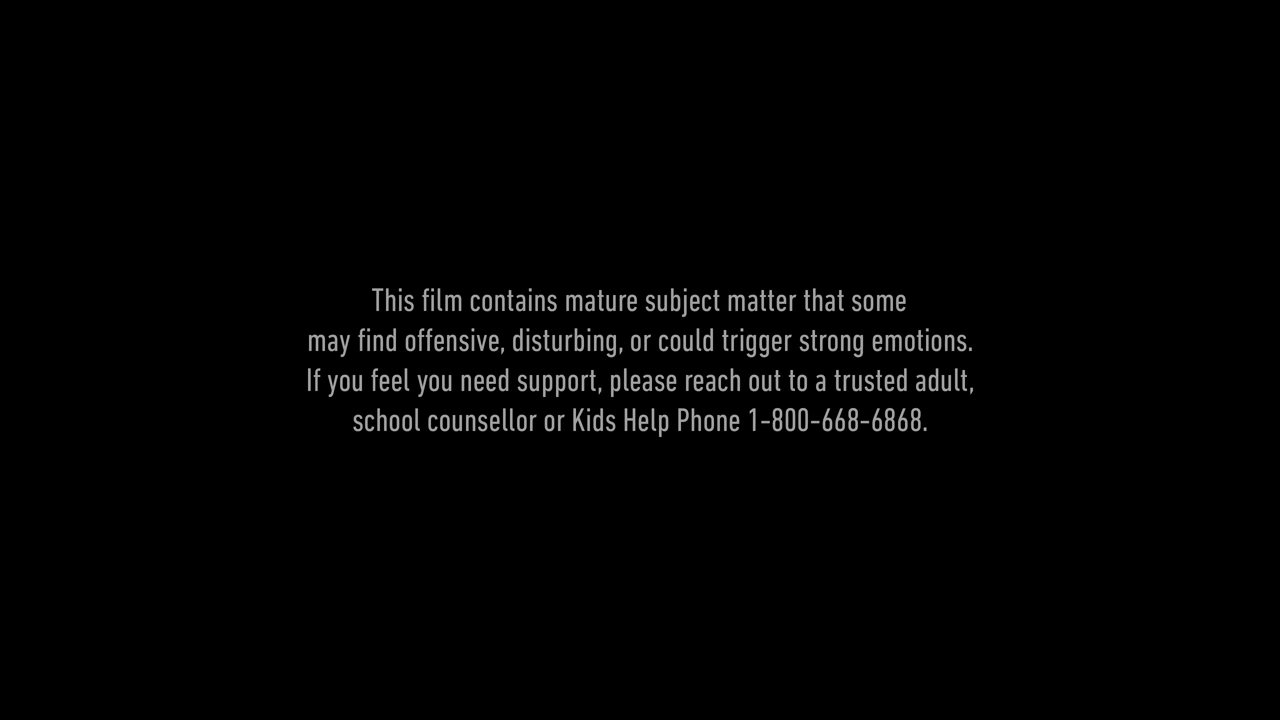 This film contains mature subject matter that some
may find offensive, disturbing, or could trigger strong emotions.
If you feel you need support, please reach out to a trusted adult,
school counsellor or Kids Help Phone 1-800-668-6868.